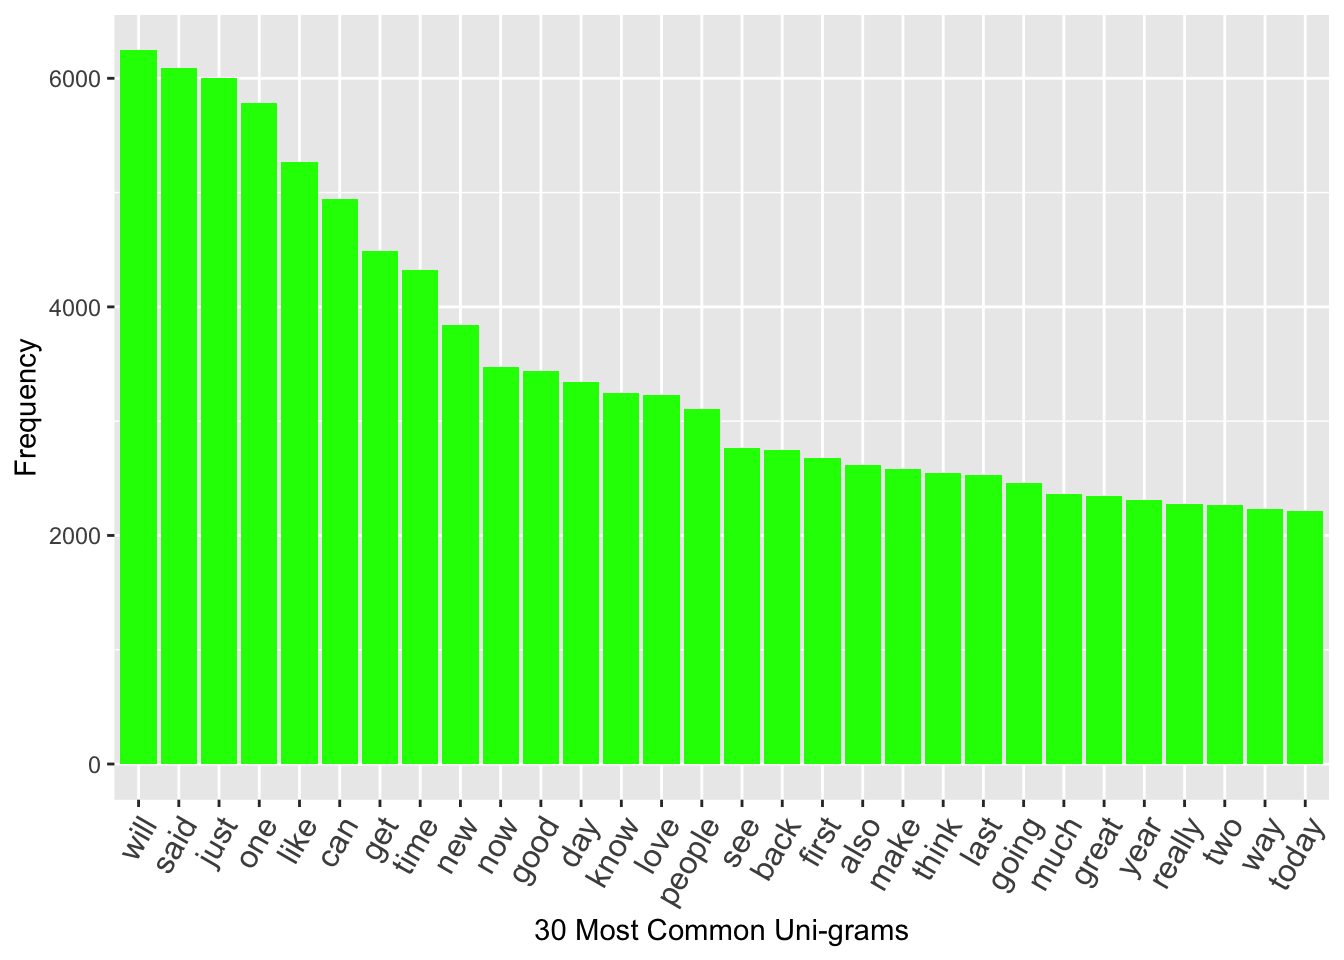 Frequency
6000
4000
2000
0
will said just one like can get time new now good day know love people see back first also make think last going much great year really two way today
30 Most Common Uni-grams